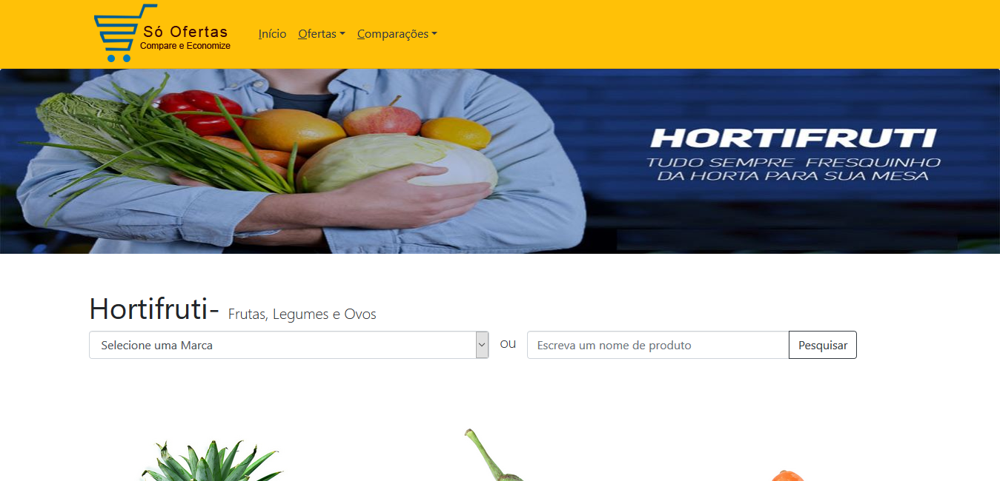 Só Ofertas
Compare e Economize
Início Ofertas Comparações
HORTIFRUTI
TUDO SEMPRE FRESQUINHO
DA HORTA PARA SUA MESA
Hortifruti- Frutas, Legumes e Ovos
Selecione uma Marca ou Escreva um nome de produto Pesquisar